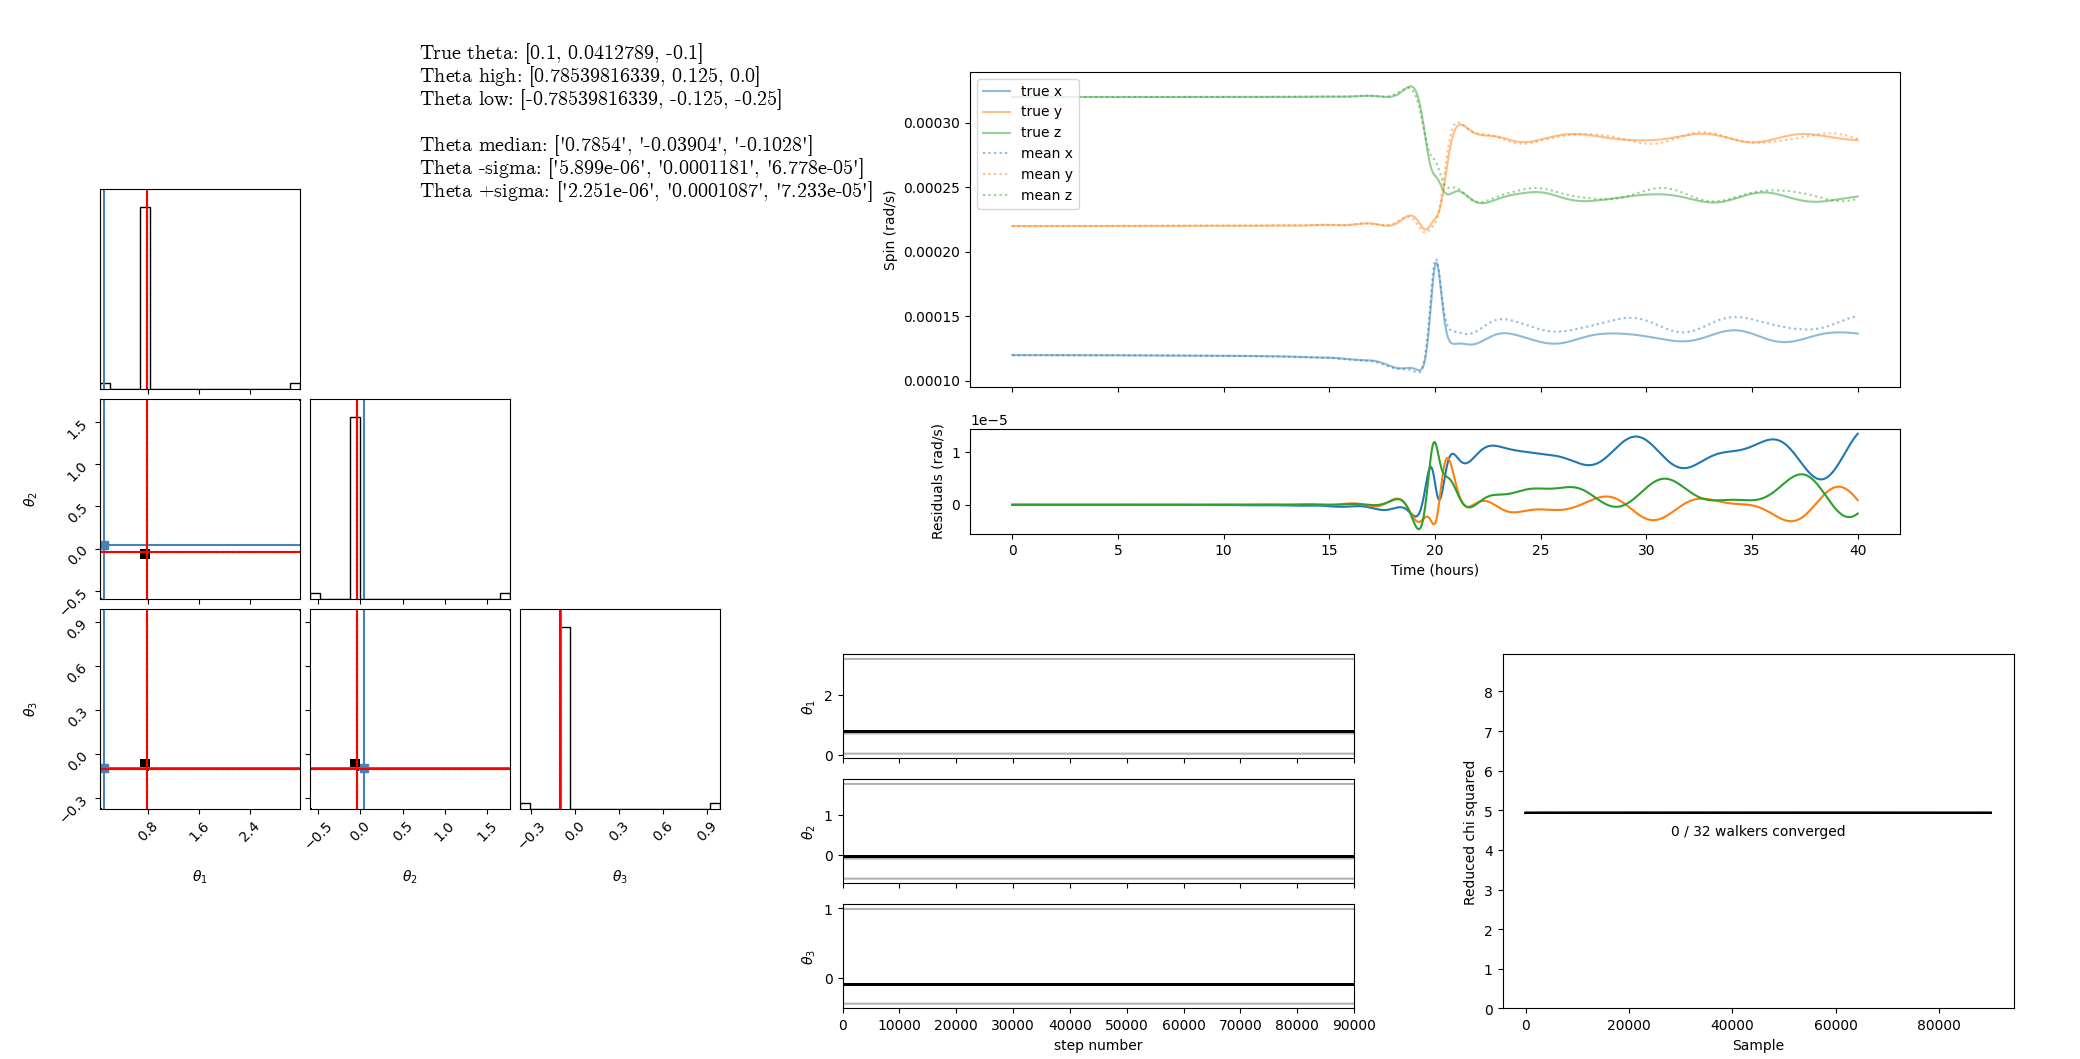 True theta: [0.1, 0.0412789, -0.1]
Theta high: [0.78539816339, 0.125, 0.0]
Theta low: [-0.78539816339, -0.125, -0.25]
Theta median: ['0.7854', '-0.03904', '-0.1028']
Theta -sigma: ['5.899e-06', '0.0001181', '6.778e-05']
Theta +sigma: ['2.251e-06', '0.0001087', '7.233e-05']
θ2
1.5
1.0
0.5
0.0
−0.5
θ3
0.9
0.6
0.3
0.0
−0.3
0.8 1.6 2.4
θ1
−0.5 0.0 0.5 1.0 1.5
θ2
−0.3 0.0 0.3 0.6 0.9
θ3
Spin (rad/s)
0.00030
0.00025
0.00020
0.00015
0.00010
true x
true y
true z
mean x
mean y
mean z
1e−5
Residuals (rad/s)
1
0
0 5 10 15 20 25 30 35 40
Time (hours)
θ1
2
0
θ2
1
0
θ3
1
0
0 10000 20000 30000 40000 50000 60000 70000 80000 90000
step number
Reduced chi squared
8
7
6
5
4
3
2
1
0
0 / 32 walkers converged
0 20000 40000 60000 80000
Sample